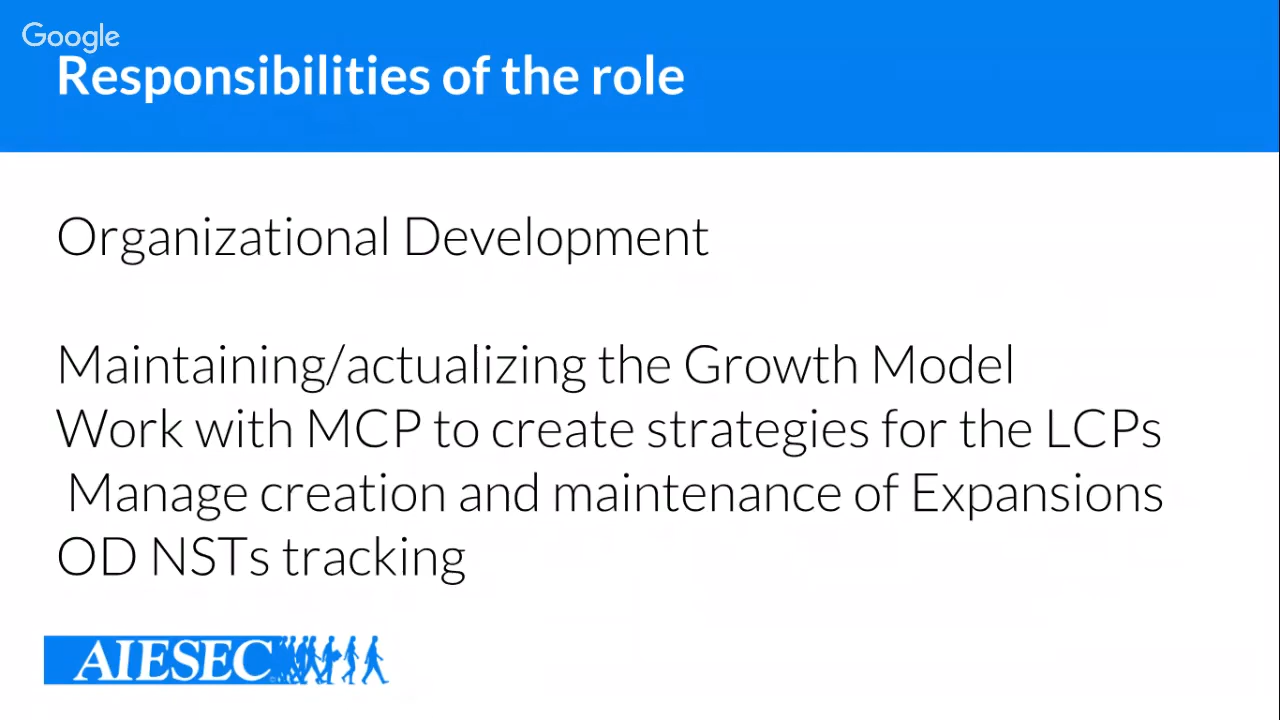 Google
Responsibilities of the role
Organizational Development
Maintaining/actualizing the Growth Model
Work with MCP to create strategies for the LCPs
Manage creation and maintenance of Expansions
OD NSTs tracking
AIESEC